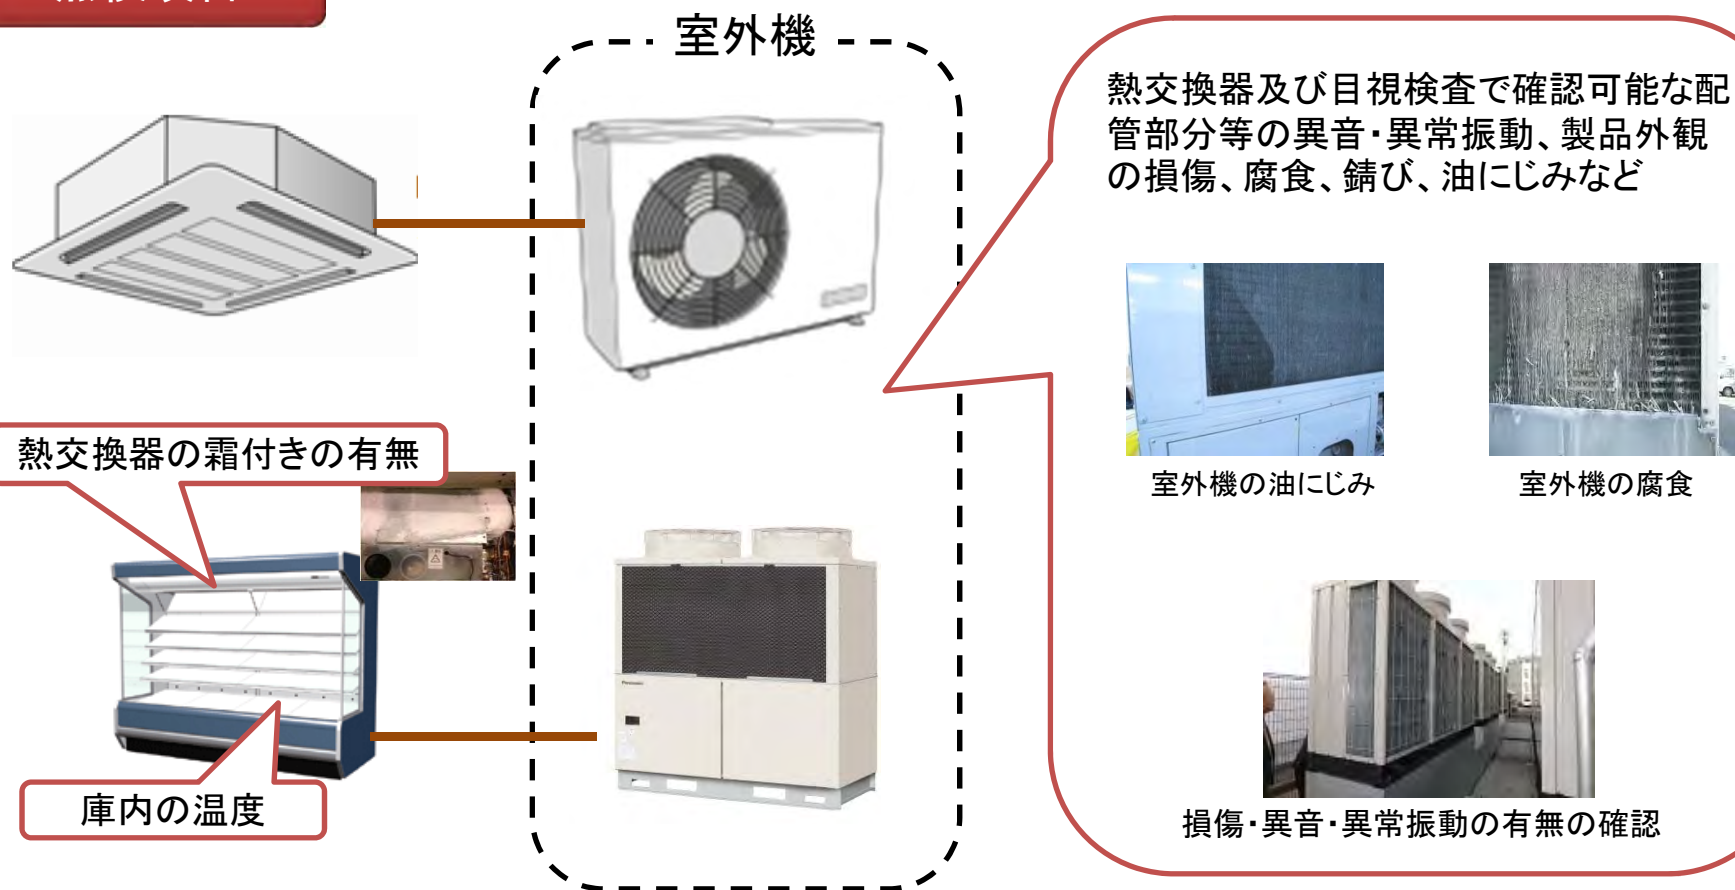 室外機
熱交換器及び目視検査で確認可能な配
管部分等の異音・異常振動、製品外観
の損傷、腐食、錆び、油にじみなど
熱交換器の霜付きの有無
室外機の油にじみ
室外機の腐食
庫内の温度
損傷・異音・異常振動の有無の確認